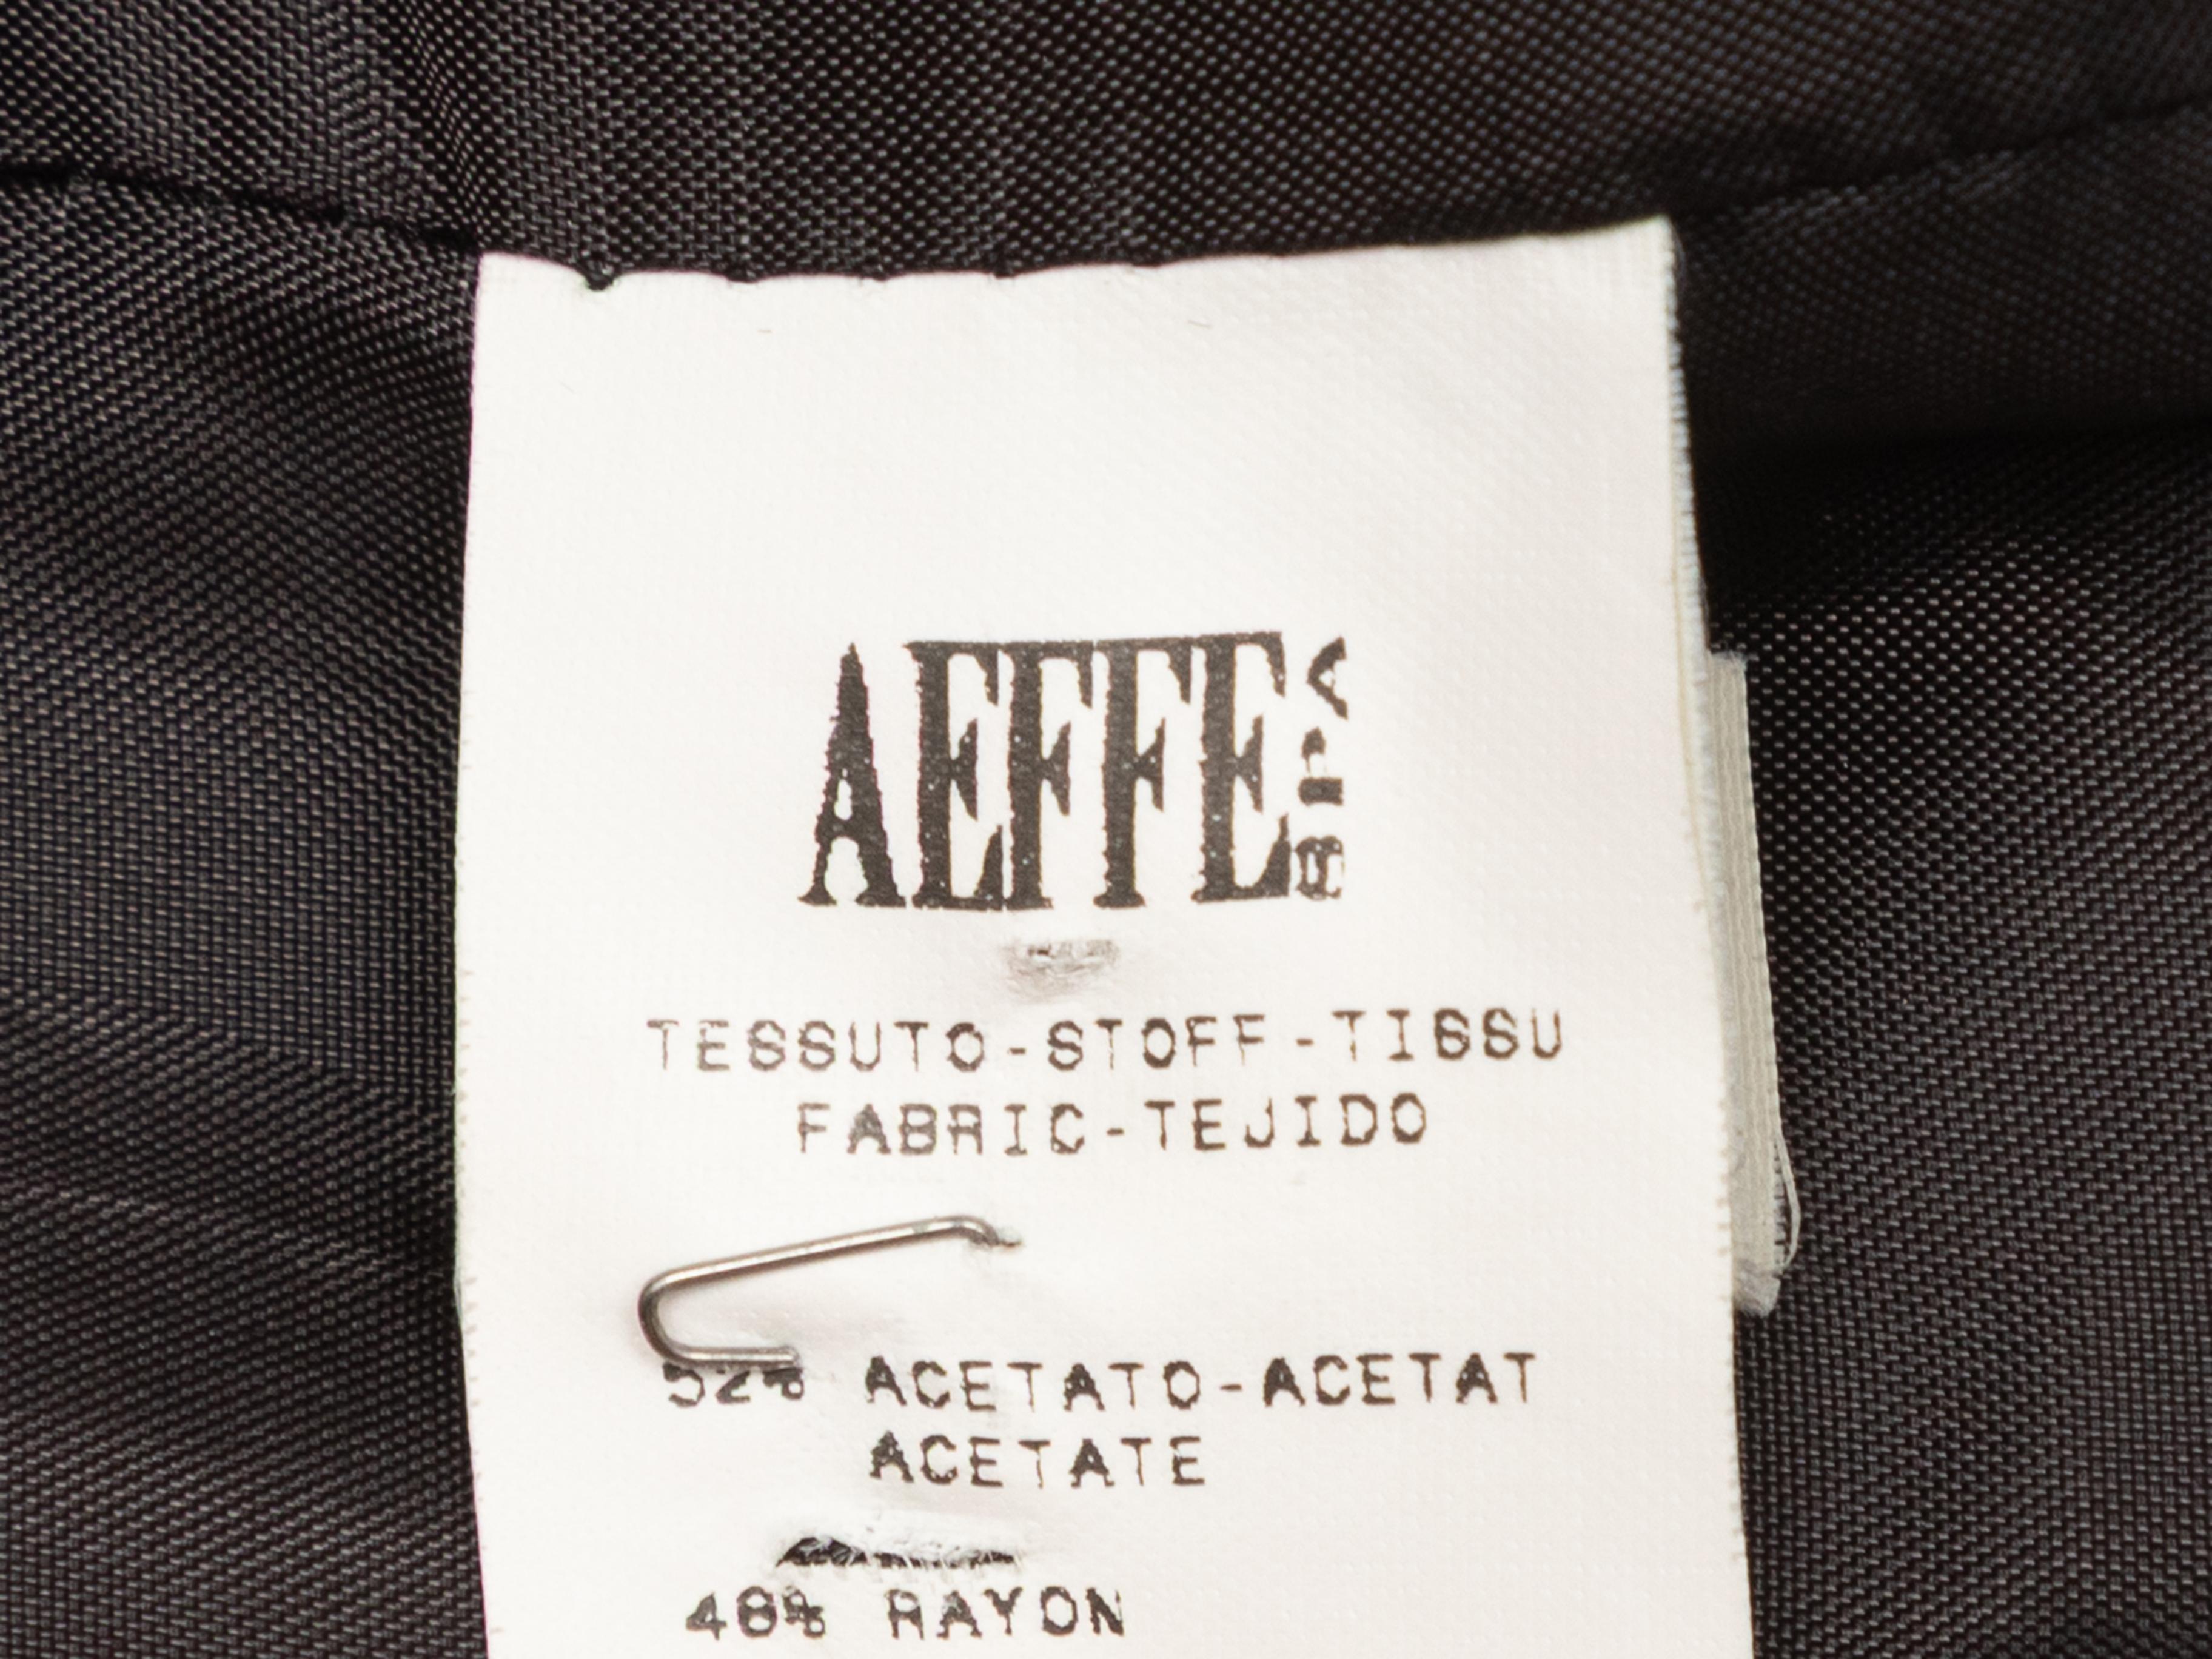 AEFFE SPA
TESSUTO-STOFF-TISSU
FABRIC-TEJIDO
52% ACETATO-ACETAT
ACETATE
48% RAYON